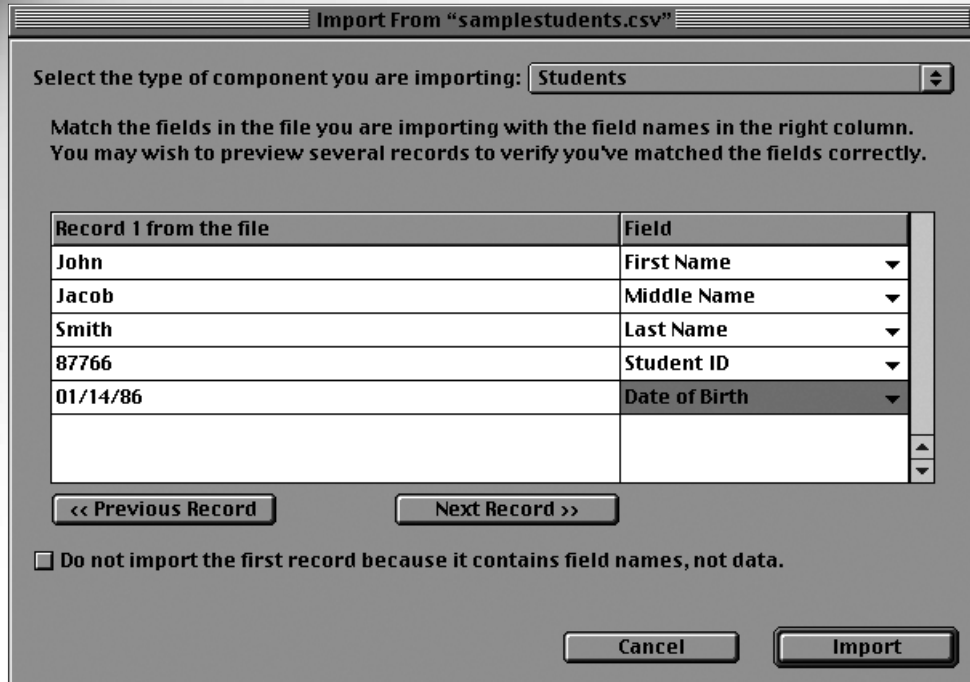 Import From “samplestudents.csv”
Select the type of component you are importing: Students
Match the fields in the file you are importing with the field names in the right column.
You may wish to preview several records to verify you've matched the fields correctly.
Record 1 from the file Field
John First Name
Jacob Middle Name
Smith Last Name
87766 Student ID
01/14/86 Date of Birth
<< Previous Record Next Record >>
Do not import the first record because it contains field names, not data.
Cancel Import